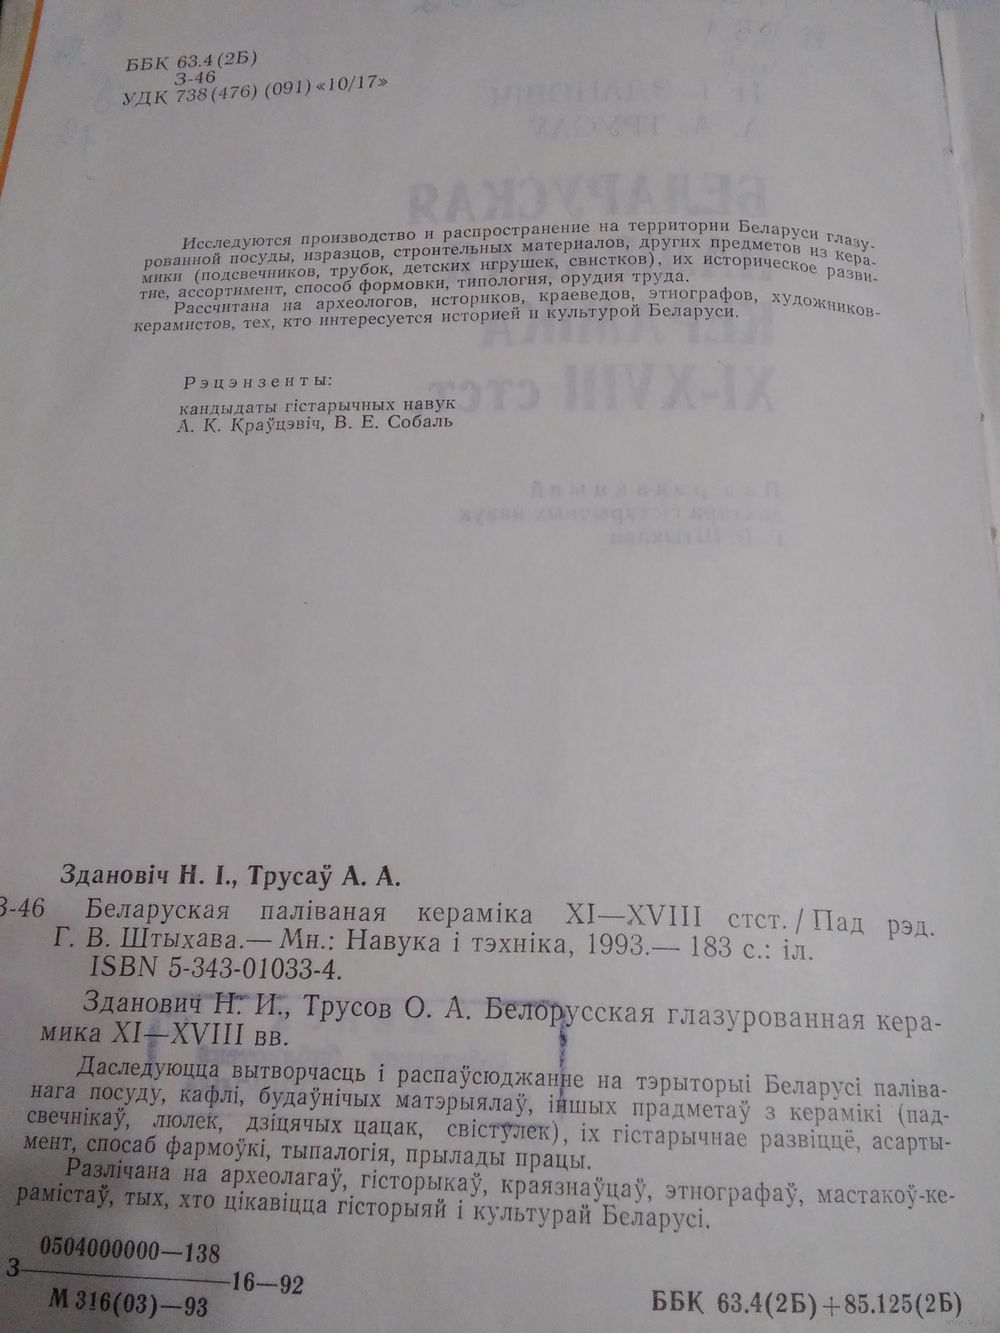 ББК 63.4(2Б)
З-46
УДК 738(476)(091)«10/17»
Исследуются производство и распространение на территории Беларуси глазу-
рованной посуды, изразцов, строительных материалов, других предметов из кера-
мики (подсвечников, трубок, детских игрушек, свистков), их историческое разви-
тие, ассортимент, способ формовки, типология, орудия труда.
Рассчитана на археологов, историков, краеведов, этнографов, художников-
керамистов, тех, кто интересуется историей и культурой Беларуси.
Рэцэнзенты:
кандыдаты гістарычных навук
А. К. Краўцэвіч, В. Е. Собаль
Здановіч Н. І., Трусаў А. А.
З-46 Беларуская паліваная кераміка XI—XVIII стст. / Пад рэд.
Г. В. Штыхава.— Мн.: Навука і тэхніка, 1993.— 183 с.: іл.
ISBN 5-343-01033-4.
Зданович Н. И., Трусов О. А. Белорусская глазурованная кера-
мика XI—XVIII вв.
Даследуюцца вытворчасць і распаўсюджанне на тэрыторыі Беларусі паліва-
нага посуду, кафлі, будаўнічых матэрыялаў, іншых прадметаў з керамікі (пад-
свечнікаў, люлек, дзіцячых цацак, свістулек), іх гістарычнае развіццё, асарты-
мент, спосаб фармоўкі, тыпалогія, прылады працы.
Разлічана на археолагаў, гісторыкаў, краязнаўцаў, этнографаў, мастакоў-ке-
рамістаў, тых, хто цікавіцца гісторыяй і культурай Беларусі.
0504000000—138
З—16—92
М 316(03)—93
ББК 63.4(2Б)+85.125(2Б)